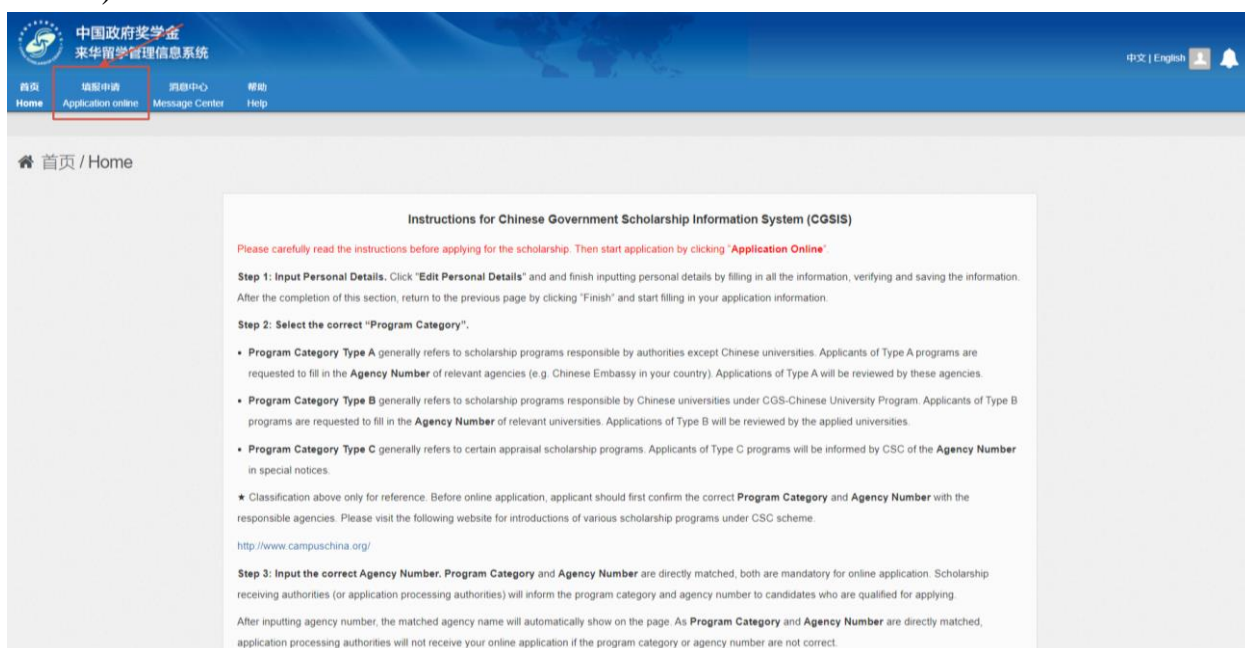 中国政府奖学金
来华留学管理信息系统
中文 | English
首页 填报申请 消息中心 帮助
Home Application online Message Center Help
首页 / Home
Instructions for Chinese Government Scholarship Information System (CGSIS)
Please carefully read the instructions before applying for the scholarship. Then start application by clicking "Application Online".
Step 1: Input Personal Details. Click "Edit Personal Details" and and finish inputting personal details by filling in all the information, verifying and saving the information.
After the completion of this section, return to the previous page by clicking "Finish" and start filling in your application information.
Step 2: Select the correct "Program Category".
• Program Category Type A generally refers to scholarship programs responsible by authorities except Chinese universities. Applicants of Type A programs are
requested to fill in the Agency Number of relevant agencies (e.g. Chinese Embassy in your country). Applications of Type A will be reviewed by these agencies.
• Program Category Type B generally refers to scholarship programs responsible by Chinese universities under CGS-Chinese University Program. Applicants of Type B
programs are requested to fill in the Agency Number of relevant universities. Applications of Type B will be reviewed by the applied universities.
• Program Category Type C generally refers to certain appraisal scholarship programs. Applicants of Type C programs will be informed by CSC of the Agency Number
in special notices.
★ Classification above only for reference. Before online application, applicant should first confirm the correct Program Category and Agency Number with the
responsible agencies. Please visit the following website for introductions of various scholarship programs under CSC scheme.
http://www.campuschina.org/
Step 3: Input the correct Agency Number. Program Category and Agency Number are directly matched, both are mandatory for online application. Scholarship
receiving authorities (or application processing authorities) will inform the program category and agency number to candidates who are qualified for applying.
After inputting agency number, the matched agency name will automatically show on the page. As Program Category and Agency Number are directly matched,
application processing authorities will not receive your online application if the program category or agency number are not correct.